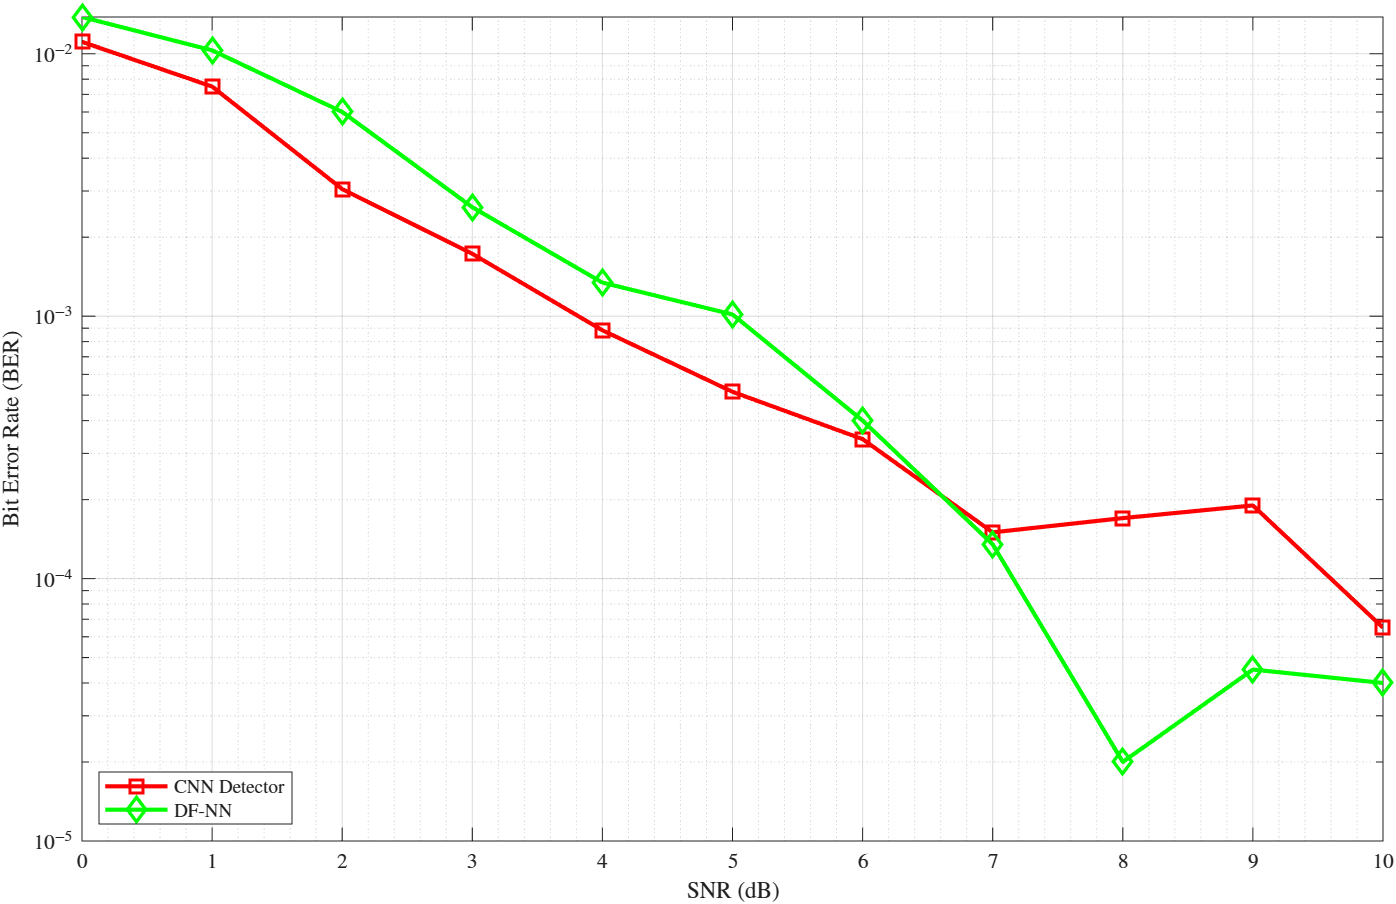 10⁻²
10⁻³
10⁻⁴
10⁻⁵
Bit Error Rate (BER)
CNN Detector
DF-NN
0 1 2 3 4 5 6 7 8 9 10
SNR (dB)